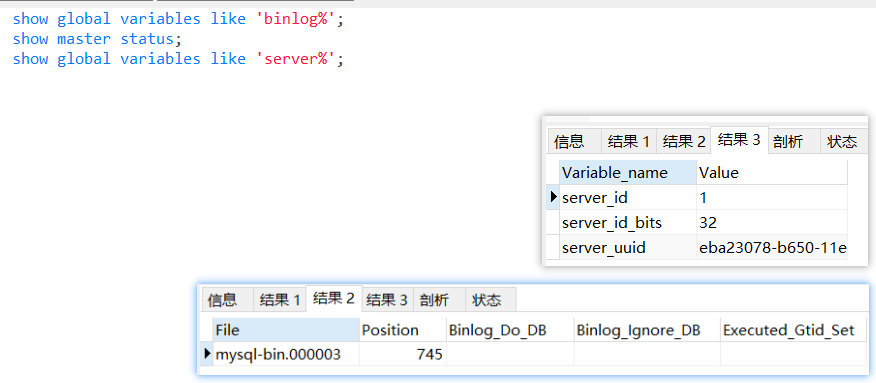 show global variables like 'binlog%';
show master status;
show global variables like 'server%';
信息 结果 1 结果 2 结果 3 剖析 状态
Variable_name Value
server_id 1
server_id_bits 32
server_uuid eba23078-b650-11e
信息 结果 1 结果 2 结果 3 剖析 状态
File Position Binlog_Do_DB Binlog_Ignore_DB Executed_Gtid_Set
mysql-bin.000003 745